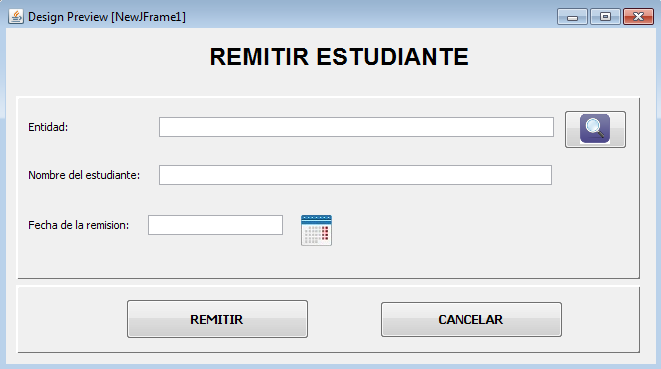 Design Preview [NewJFrame1]
REMITIR ESTUDIANTE
Entidad:
Nombre del estudiante:
Fecha de la remision:
REMITIR
CANCELAR